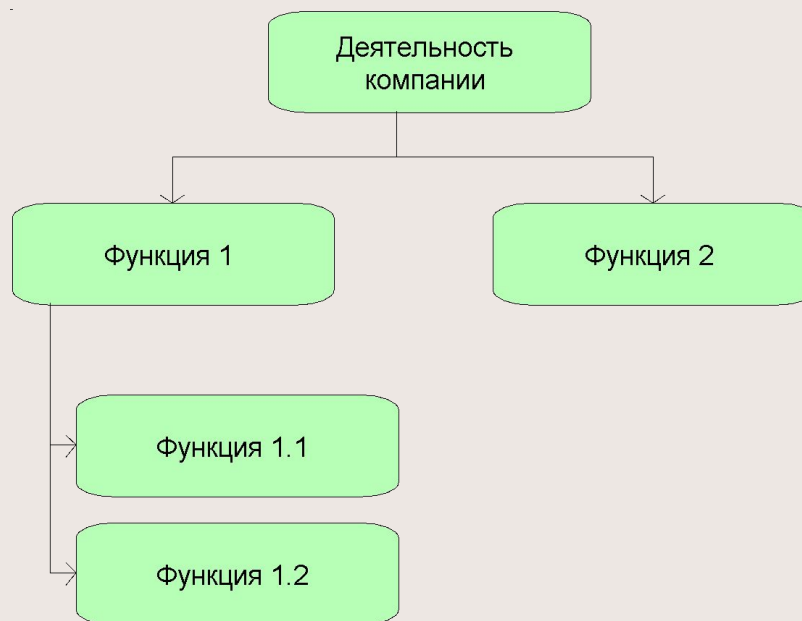 Деятельность
компании
Функция 1
Функция 2
Функция 1.1
Функция 1.2